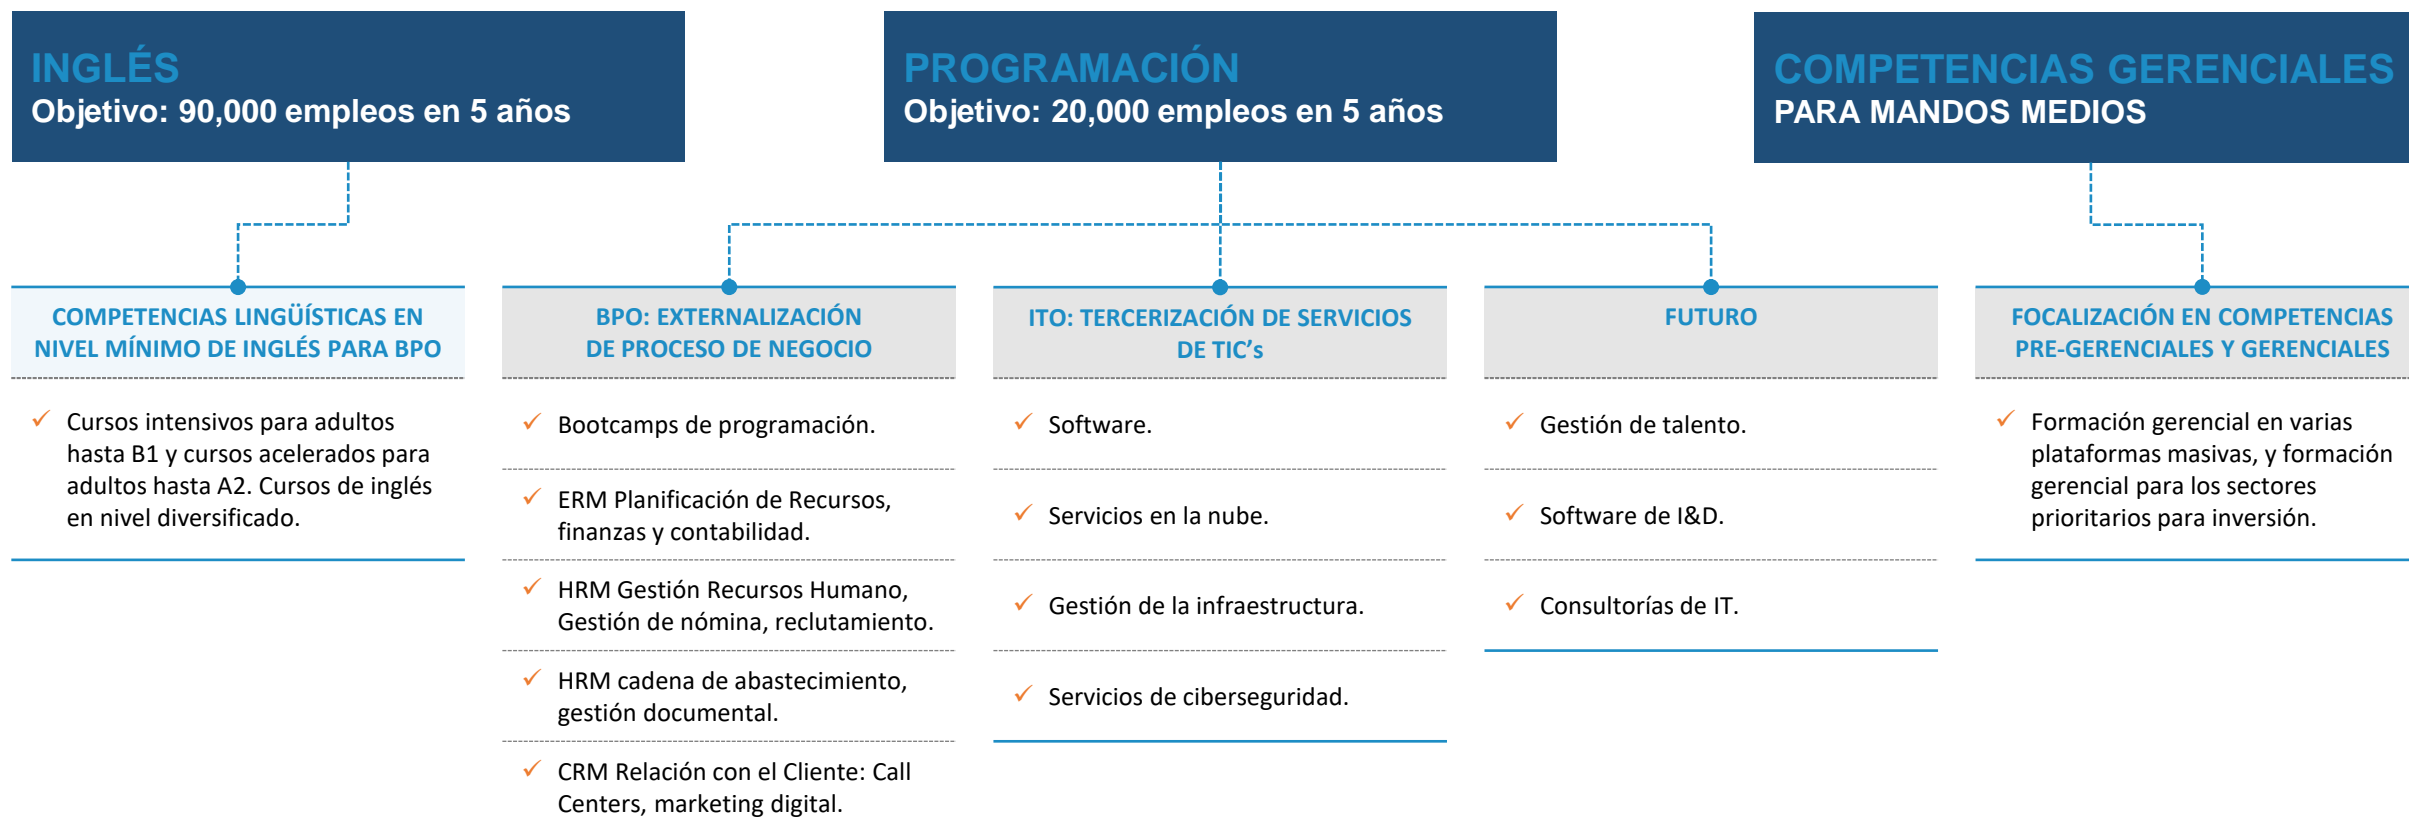 INGLÉS
Objetivo: 90,000 empleos en 5 años
PROGRAMACIÓN
Objetivo: 20,000 empleos en 5 años
COMPETENCIAS GERENCIALES
PARA MANDOS MEDIOS
COMPETENCIAS LINGÜÍSTICAS EN
NIVEL MÍNIMO DE INGLÉS PARA BPO
Cursos intensivos para adultos
hasta B1 y cursos acelerados para
adultos hasta A2. Cursos de inglés
en nivel diversificado.
BPO: EXTERNALIZACIÓN
DE PROCESO DE NEGOCIO
Bootcamps de programación.
ERM Planificación de Recursos,
finanzas y contabilidad.
HRM Gestión Recursos Humano,
Gestión de nómina, reclutamiento.
HRM cadena de abastecimiento,
gestión documental.
CRM Relación con el Cliente: Call
Centers, marketing digital.
ITO: TERCERIZACIÓN DE SERVICIOS
DE TIC’s
Software.
Servicios en la nube.
Gestión de la infraestructura.
Servicios de ciberseguridad.
FUTURO
Gestión de talento.
Software de I&D.
Consultorías de IT.
FOCALIZACIÓN EN COMPETENCIAS
PRE-GERENCIALES Y GERENCIALES
Formación gerencial en varias
plataformas masivas, y formación
gerencial para los sectores
prioritarios para inversión.